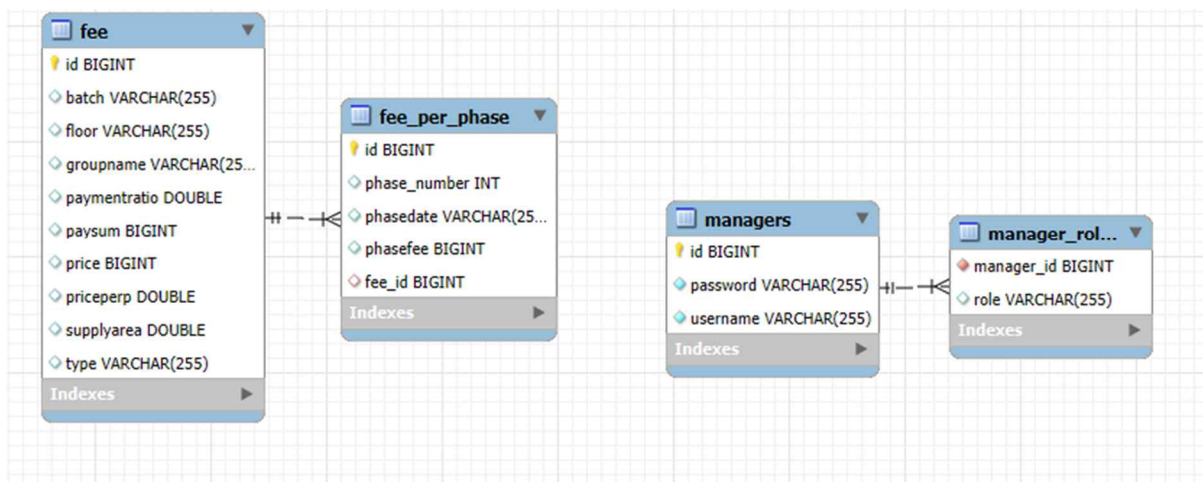 fee
id BIGINT
batch VARCHAR(255)
floor VARCHAR(255)
groupname VARCHAR(25...
paymentratio DOUBLE
paysum BIGINT
price BIGINT
priceperp DOUBLE
supplyarea DOUBLE
type VARCHAR(255)
Indexes
fee_per_phase
id BIGINT
phase_number INT
phasedate VARCHAR(25...
phasefee BIGINT
fee_id BIGINT
Indexes
managers
id BIGINT
password VARCHAR(255)
username VARCHAR(255)
Indexes
manager_rol...
manager_id BIGINT
role VARCHAR(255)
Indexes